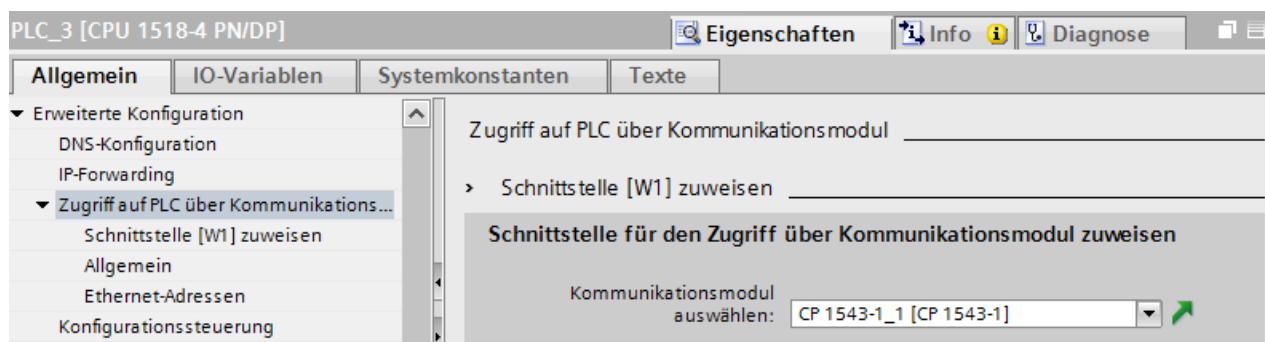 PLC_3 [CPU 1518-4 PN/DP]
Eigenschaften
Info
Diagnose
Allgemein
IO-Variablen
Systemkonstanten
Texte
Erweiterte Konfiguration
DNS-Konfiguration
IP-Forwarding
Zugriff auf PLC über Kommunikations...
Schnittstelle [W1] zuweisen
Allgemein
Ethernet-Adressen
Konfigurationssteuerung
Zugriff auf PLC über Kommunikationsmodul
Schnittstelle [W1] zuweisen
Schnittstelle für den Zugriff über Kommunikationsmodul zuweisen
Kommunikationsmodul
auswählen: CP 1543-1_1 [CP 1543-1]